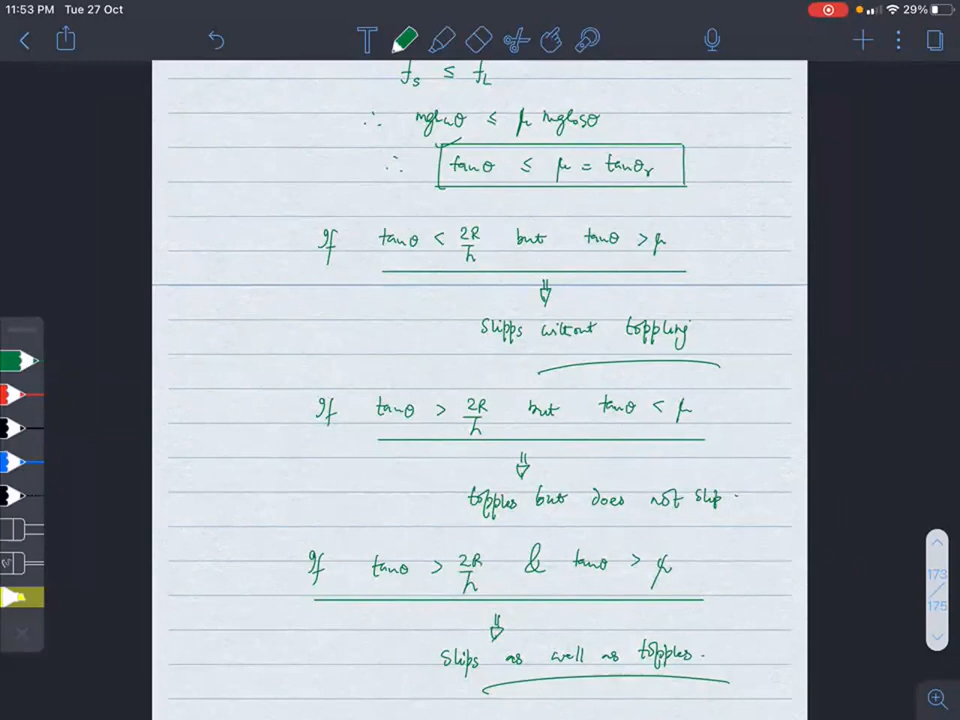 11:53 PM Tue 27 Oct 29%
T
fs ≤ fL
∴ mg sinθ ≤ μ mg cosθ
∴ tanθ ≤ μ = tanθr
If tanθ < 2R/h but tanθ > μ
⇓
Slipps without toppling
If tanθ > 2R/h but tanθ < μ
⇓
topples but does not slip.
If tanθ > 2R/h & tanθ > μ
⇓
Slips as well as topples.
173
/
175